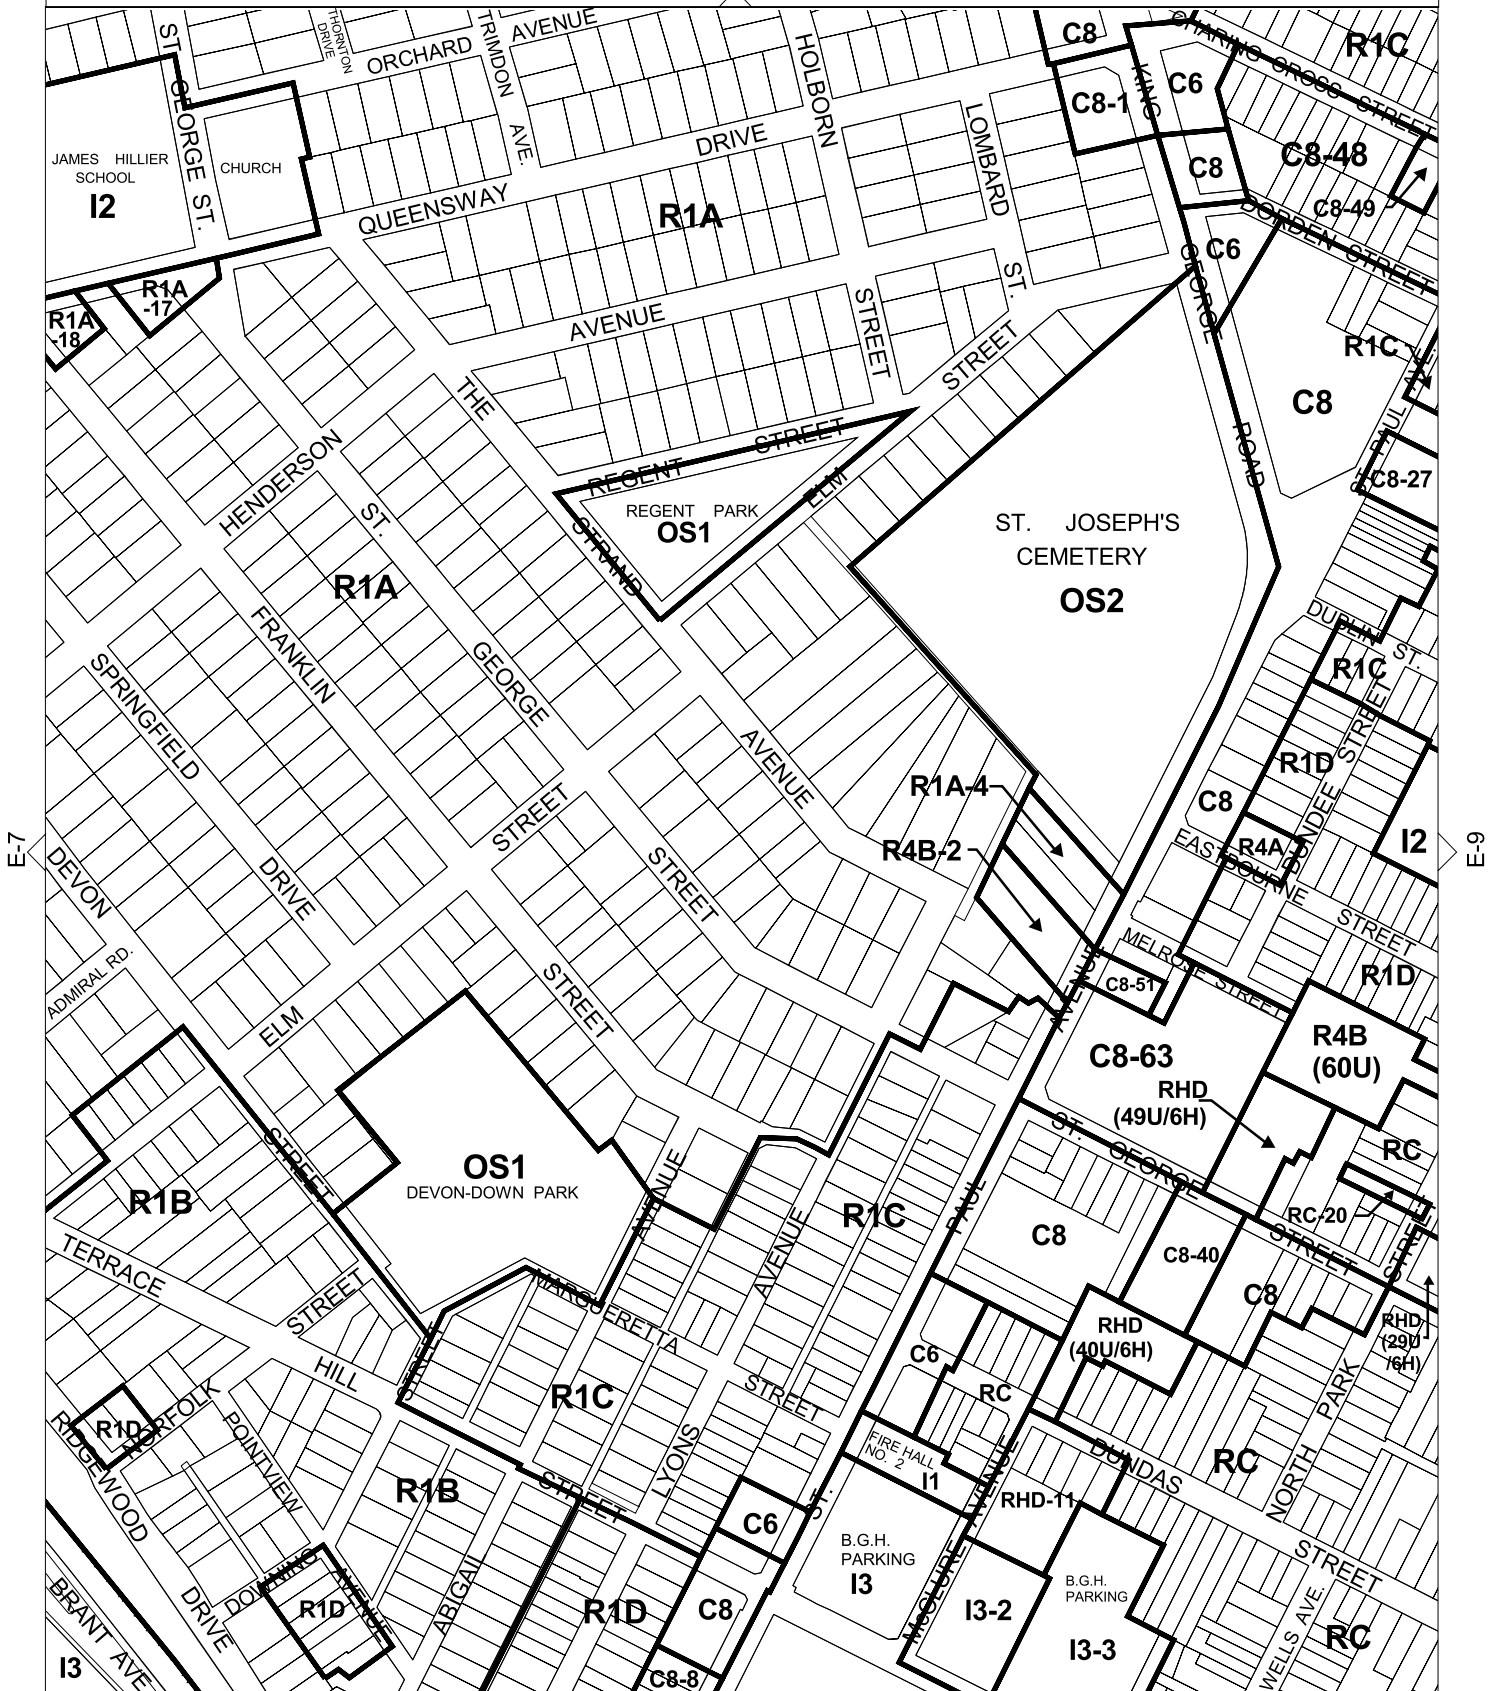 THORNTON
DRIVE
TRIMDON
AVE.
ORCHARD AVENUE
HOLBORN
STREET
C8
CHARING CROSS STREET
R1C
ST. GEORGE ST.
C8-1
KING
C6
LOMBARD
ST.
C8-48
JAMES HILLIER
SCHOOL
I2
CHURCH
DRIVE
QUEENSWAY
R1A
C8
C8-49
DORDEN STREET
GEORGE
C6
R1A
-17
R1A
-18
AVENUE
STREET
R1C
ST. PAUL AVE.
C8
THE
STRAND
REGENT STREET
ELM
REGENT PARK
OS1
ROAD
C8-27
HENDERSON
ST.
ST. JOSEPH'S
CEMETERY
OS2
R1A
FRANKLIN
GEORGE
DUBLIN ST.
R1C
SPRINGFIELD
DRIVE
AVENUE
R1D
DUNDEE STREET
R1A-4
C8
R4B-2
EASTBOURNE
STREET
R4A
I2
E-7
E-9
DEVON
STREET
STREET
STREET
MELROSE STREET
AVENUE
C8-51
R1D
ADMIRAL RD.
ELM
R4B
(60U)
C8-63
RHD
(49U/6H)
ST. GEORGE
STREET
RC
STREET
OS1
DEVON-DOWN PARK
AVENUE
R1B
R1C
PAUL
RC-20
STREET
TERRACE
HILL
STREET
C8
C8-40
C8
AVENUE
MARGUERETTA
STREET
STREET
RHD
(40U/6H)
RHD
(29U
/6H)
C6
RC
R1C
PARK
NORTH
R1D
NORFOLK
RIDGEWOOD
DRIVE
POINTVIEW
AVENUE
R1B
STREET
LYONS
FIRE HALL
NO. 2
I1
AVENUE
DUNDAS
STREET
RC
RHD-11
C6
ST.
B.G.H.
PARKING
I3
McCLURE
DOWNING
R1D
ABIGAIL
R1D
C8
I3-2
B.G.H.
PARKING
I3-3
WELLS AVE.
RC
BRANT AVE
I3
C8-8